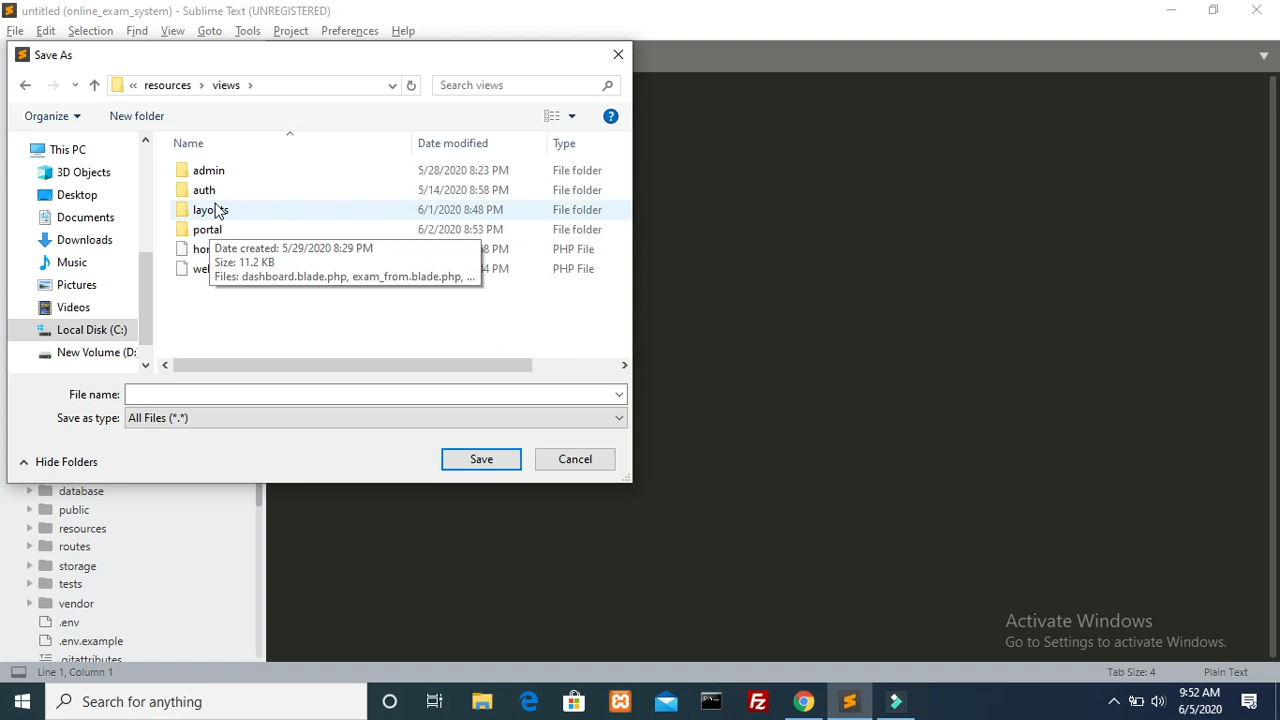 untitled (online_exam_system) - Sublime Text (UNREGISTERED)
File Edit Selection Find View Goto Tools Project Preferences Help
Save As
« resources › views ›
Search views
Organize
New folder
Name Date modified Type
This PC
3D Objects
Desktop
Documents
Downloads
Music
Pictures
Videos
Local Disk (C:)
New Volume (D:
admin 5/28/2020 8:23 PM File folder
auth 5/14/2020 8:58 PM File folder
6/1/2020 8:48 PM File folder
portal 6/2/2020 8:53 PM File folder
PM PHP File
PM PHP File
Date created: 5/29/2020 8:29 PM
Size: 11.2 KB
Files: dashboard.blade.php, exam_from.blade.php, ...
File name:
Save as type: All Files (*.*)
Hide Folders
Save
Cancel
database
public
resources
routes
storage
tests
vendor
.env
.env.example
.gitattributes
Activate Windows
Go to Settings to activate Windows.
Line 1, Column 1
Tab Size: 4
Plain Text
Search for anything
9:52 AM
6/5/2020